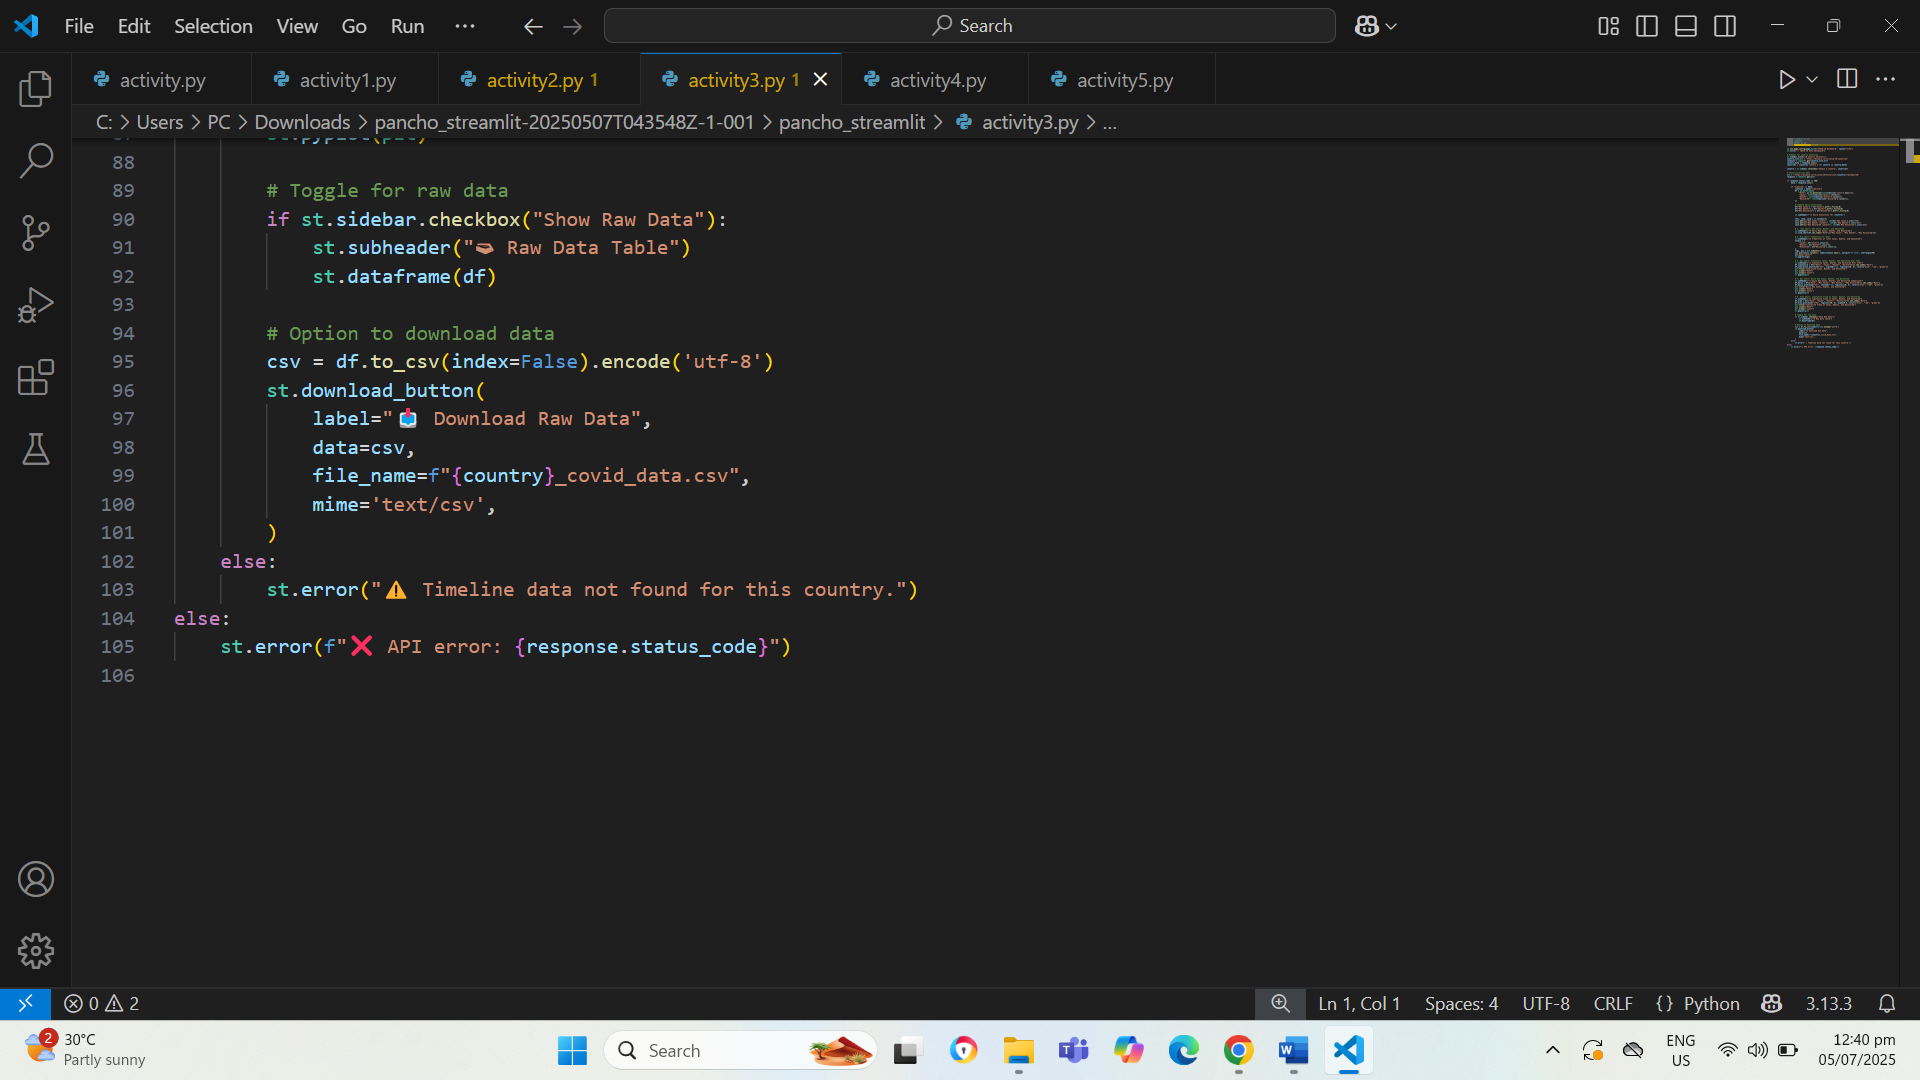 File Edit Selection View Go Run ··· Search
activity.py activity1.py activity2.py 1 activity3.py 1 activity4.py activity5.py
C: > Users > PC > Downloads > pancho_streamlit-20250507T043548Z-1-001 > pancho_streamlit > activity3.py > ...
88
89 # Toggle for raw data
90 if st.sidebar.checkbox("Show Raw Data"):
91 st.subheader(" Raw Data Table")
92 st.dataframe(df)
93
94 # Option to download data
95 csv = df.to_csv(index=False).encode('utf-8')
96 st.download_button(
97 label="📥 Download Raw Data",
98 data=csv,
99 file_name=f"{country}_covid_data.csv",
100 mime='text/csv',
101 )
102 else:
103 st.error("⚠️ Timeline data not found for this country.")
104 else:
105 st.error(f"❌ API error: {response.status_code}")
106
0 2 Ln 1, Col 1 Spaces: 4 UTF-8 CRLF {} Python 3.13.3
2 30°C
Partly sunny
Search
ENG
US
12:40 pm
05/07/2025